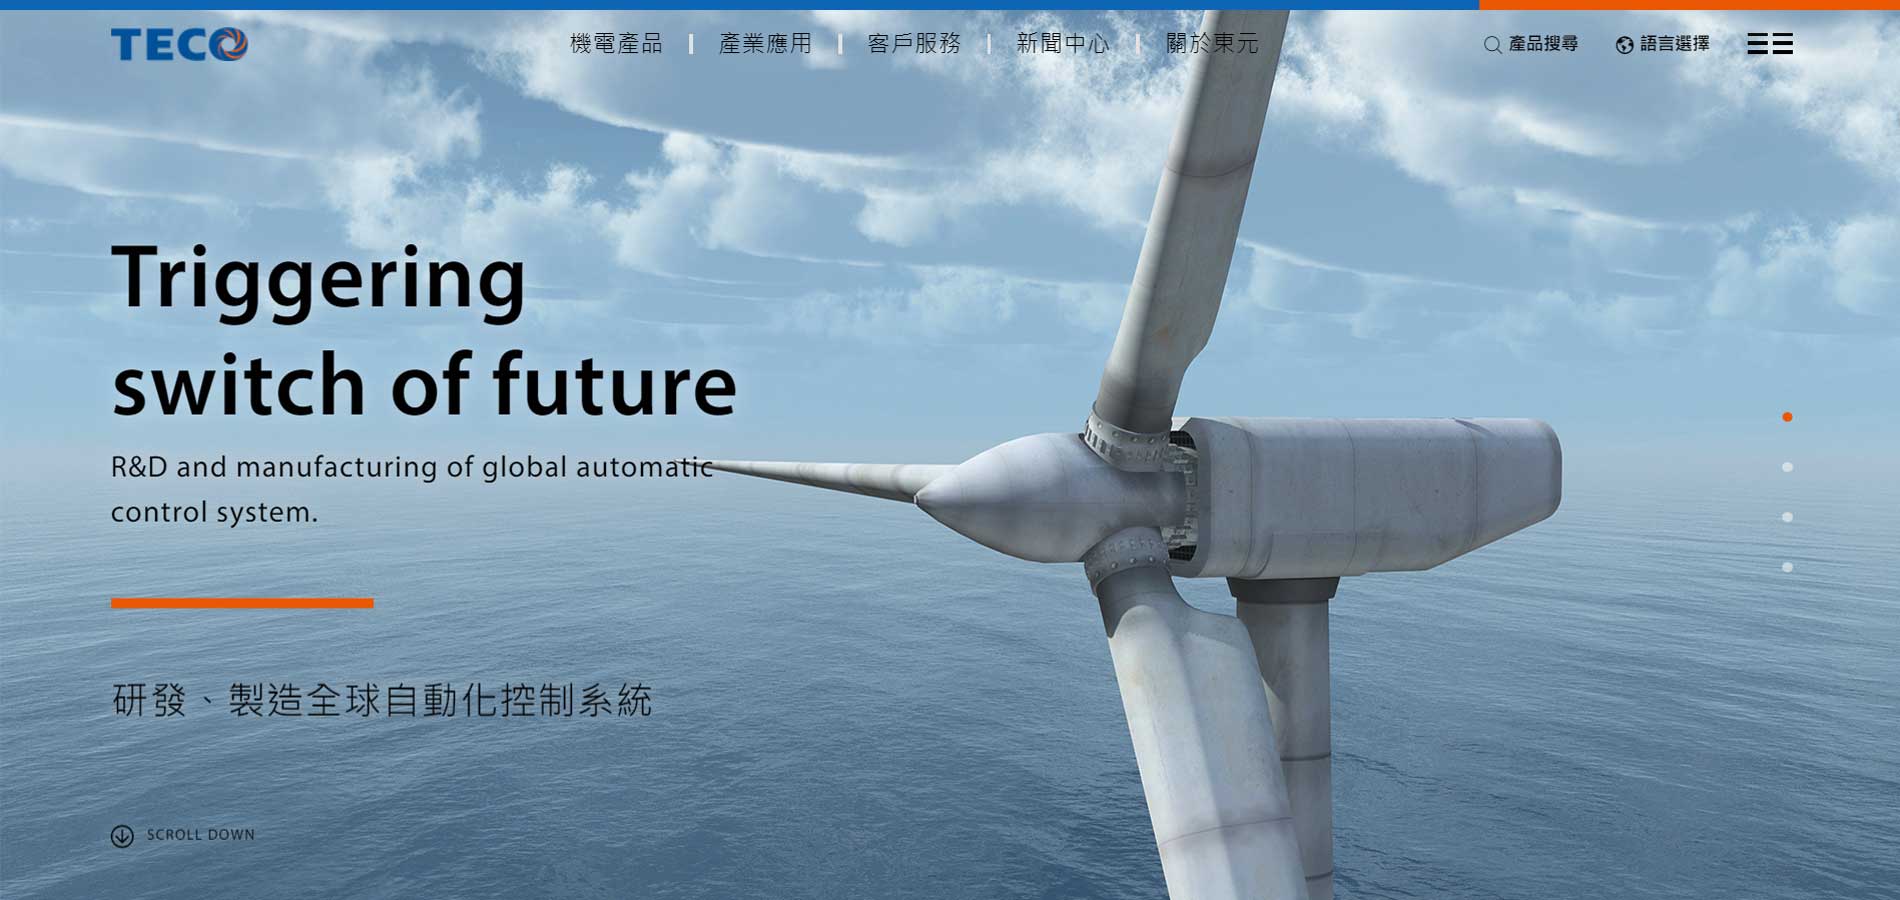 TECO
機電產品
產業應用
客戶服務
新聞中心
關於東元
產品搜尋
語言選擇
Triggering
switch of future
R&D and manufacturing of global automatic
control system.
研發、製造全球自動化控制系統
SCROLL DOWN